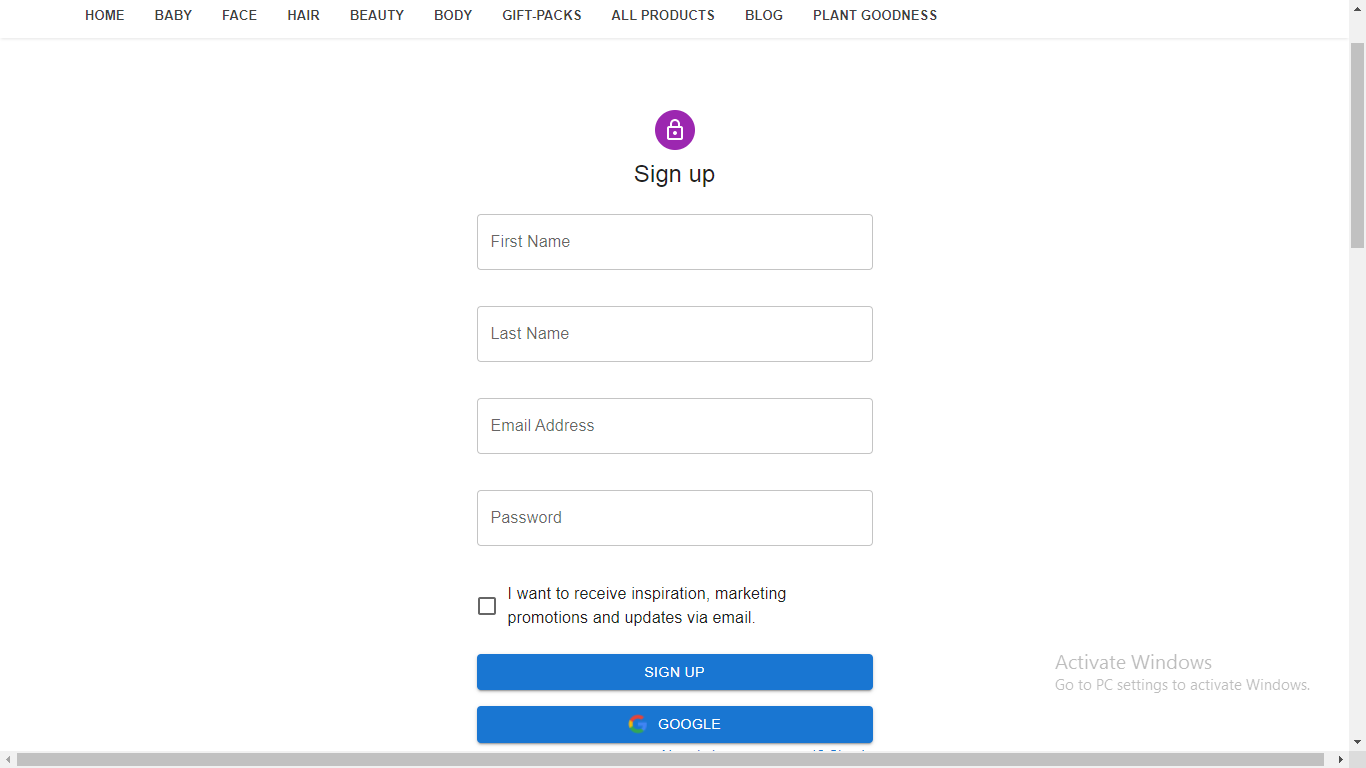 HOME BABY FACE HAIR BEAUTY BODY GIFT-PACKS ALL PRODUCTS BLOG PLANT GOODNESS
Sign up
First Name
Last Name
Email Address
Password
I want to receive inspiration, marketing
promotions and updates via email.
SIGN UP
GOOGLE
Activate Windows
Go to PC settings to activate Windows.